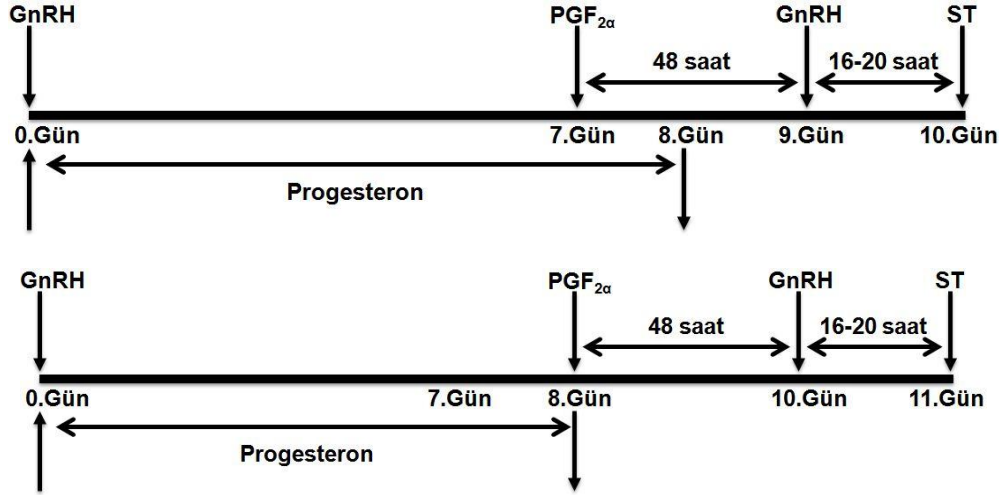 GnRH PGF2α GnRH ST
48 saat 16-20 saat
0.Gün 7.Gün 8.Gün 9.Gün 10.Gün
Progesteron
GnRH PGF2α GnRH ST
48 saat 16-20 saat
0.Gün 7.Gün 8.Gün 10.Gün 11.Gün
Progesteron